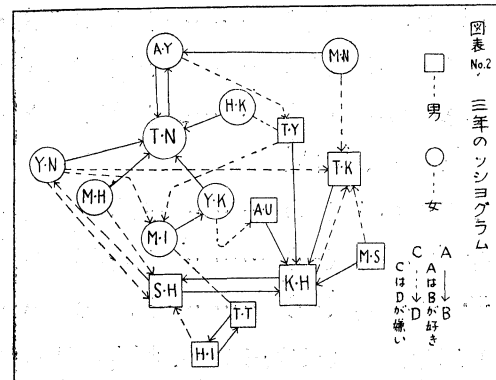 図表 No.2 三年のソシヨグラム
□…男
○…女
A→B
AはBが好き
C⇢D
CはDが嫌い
A·Y
M·N
H·K
T·N
T·Y
Y·N
T·K
M·H
Y·K
A·U
M·I
M·S
S·H
K·H
T·T
H·I